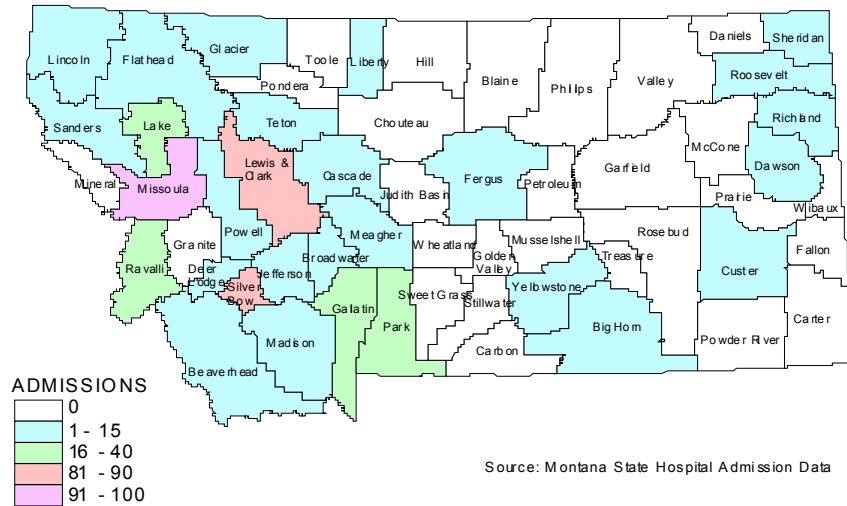 Daniels
Sheridan
Lincoln
Flathead
Glacier
Toole
Liberty
Hill
Blaine
Philips
Valley
Roosevelt
Pondera
Sanders
Lake
Teton
Chouteau
Richland
McCone
Garfield
Dawson
Mineral
Missoula
Lewis &
Clark
Cascade
Judith Basin
Fergus
Petroleum
Prairie
Wibaux
Powell
Granite
Meagher
Wheatland
Golden
Valley
Musselshell
Treasure
Rosebud
Fallon
Custer
Ravalli
Deer
Lodge
Silver
Bow
Jefferson
Broadwater
Gallatin
Park
Sweet Grass
Stillwater
Yellowstone
Big Horn
Powder River
Carter
Carbon
Madison
Beaverhead
ADMISSIONS
0
1 - 15
16 - 40
81 - 90
91 - 100
Source: Montana State Hospital Admission Data